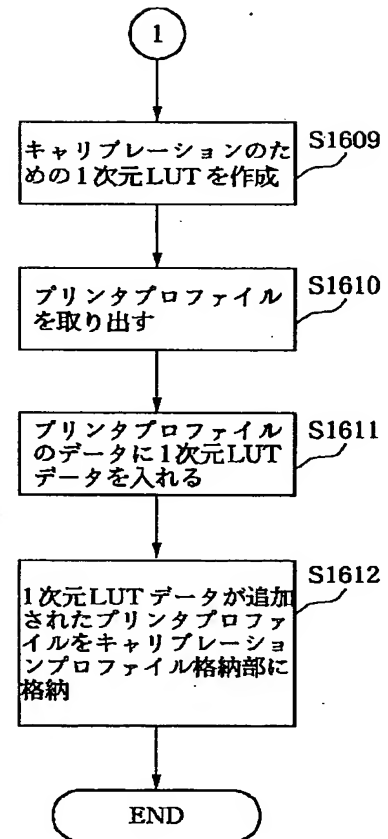 1
キャリブレーションのた
めの1次元LUTを作成
S1609
プリンタプロファイル
を取り出す
S1610
プリンタプロファイル
のデータに1次元LUT
データを入れる
S1611
1次元LUTデータが追加
されたプリンタプロファ
イルをキャリブレーショ
ンプロファイル格納部に
格納
S1612
END